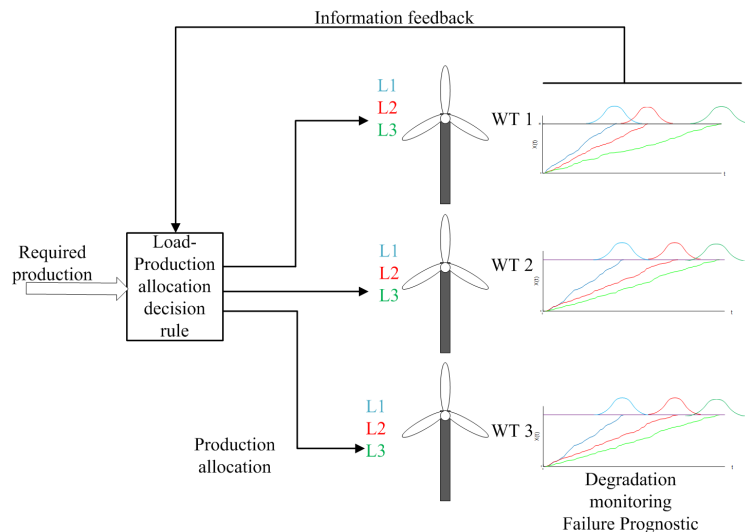 Information feedback
L1
L2
L3
WT 1
X(t)
t
Required
production
Load-
Production
allocation
decision
rule
L1
L2
L3
WT 2
X(t)
t
L1
L2
L3
WT 3
X(t)
t
Production
allocation
Degradation
monitoring
Failure Prognostic